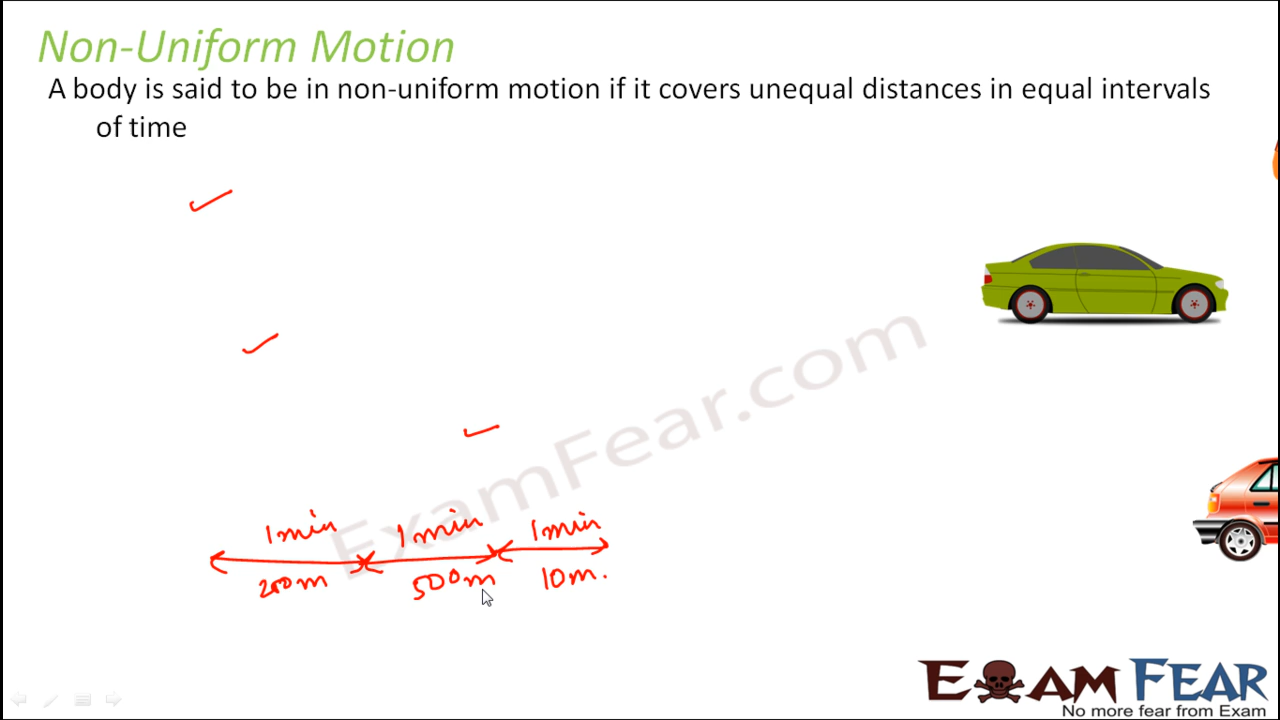 Non-Uniform Motion
A body is said to be in non-uniform motion if it covers unequal distances in equal intervals
of time
ExamFear.com
1min 1min 1min
200m 500m 10m.
EXAM FEAR
No more fear from Exam